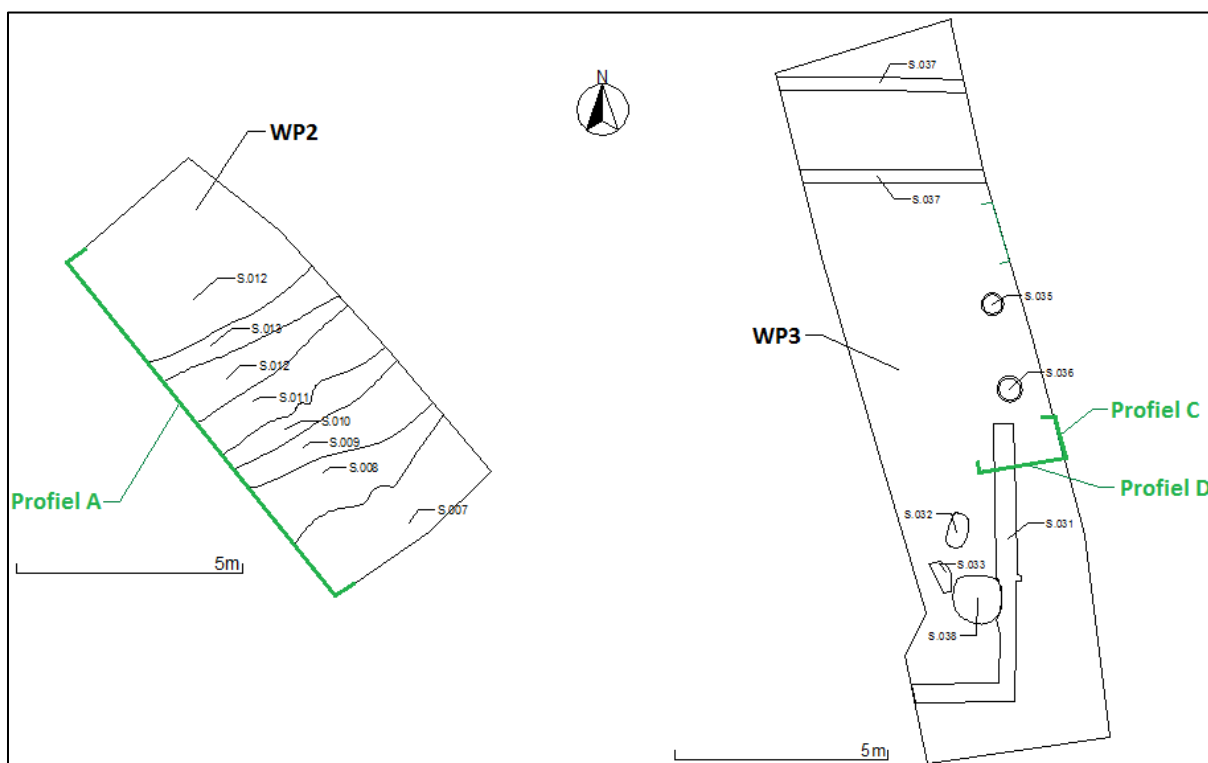 N
WP2
S.012
S.013
S.012
S.011
S.010
S.009
S.008
S.007
Profiel A
5m
S.037
S.037
S.035
WP3
S.036
Profiel C
Profiel D
S.032
S.031
S.033
S.038
5m